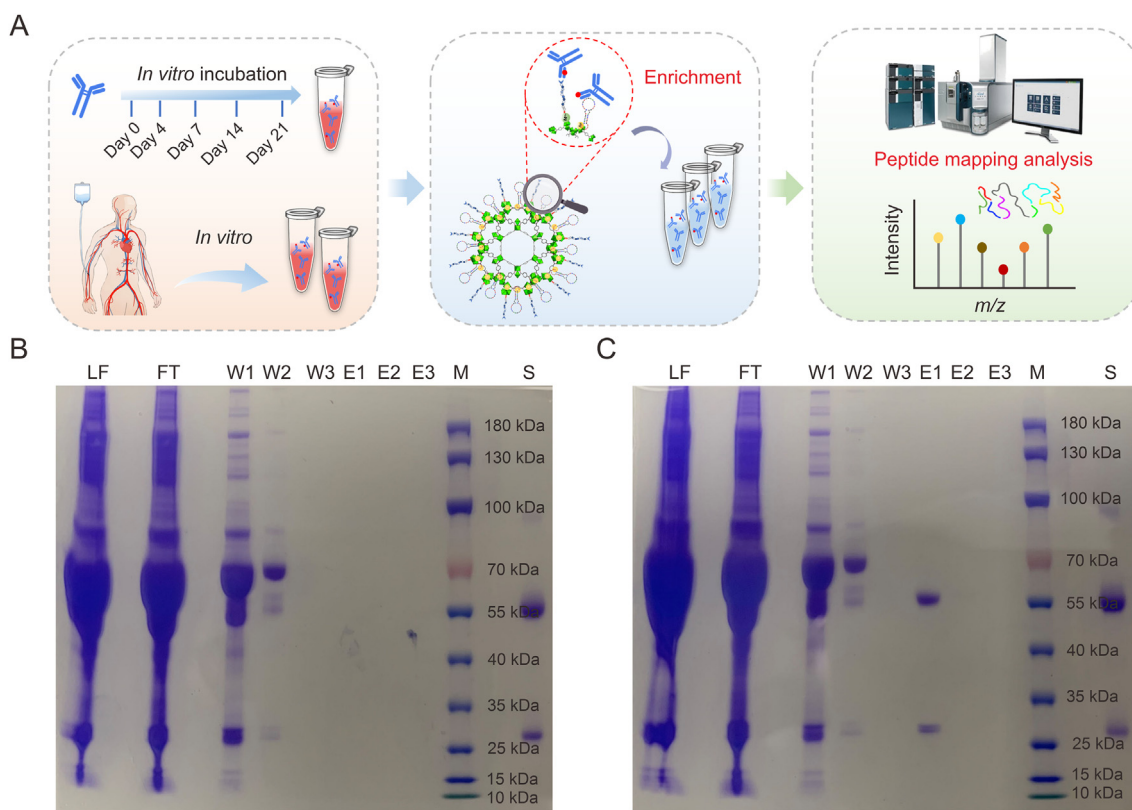 A
In vitro incubation
Day 0
Day 4
Day 7
Day 14
Day 21
In vitro
Enrichment
Peptide mapping analysis
Intensity
m/z
B
LF FT W1 W2 W3 E1 E2 E3 M S
180 kDa
130 kDa
100 kDa
70 kDa
55 kDa
40 kDa
35 kDa
25 kDa
15 kDa
10 kDa
C
LF FT W1 W2 W3 E1 E2 E3 M S
180 kDa
130 kDa
100 kDa
70 kDa
55 kDa
40 kDa
35 kDa
25 kDa
15 kDa
10 kDa